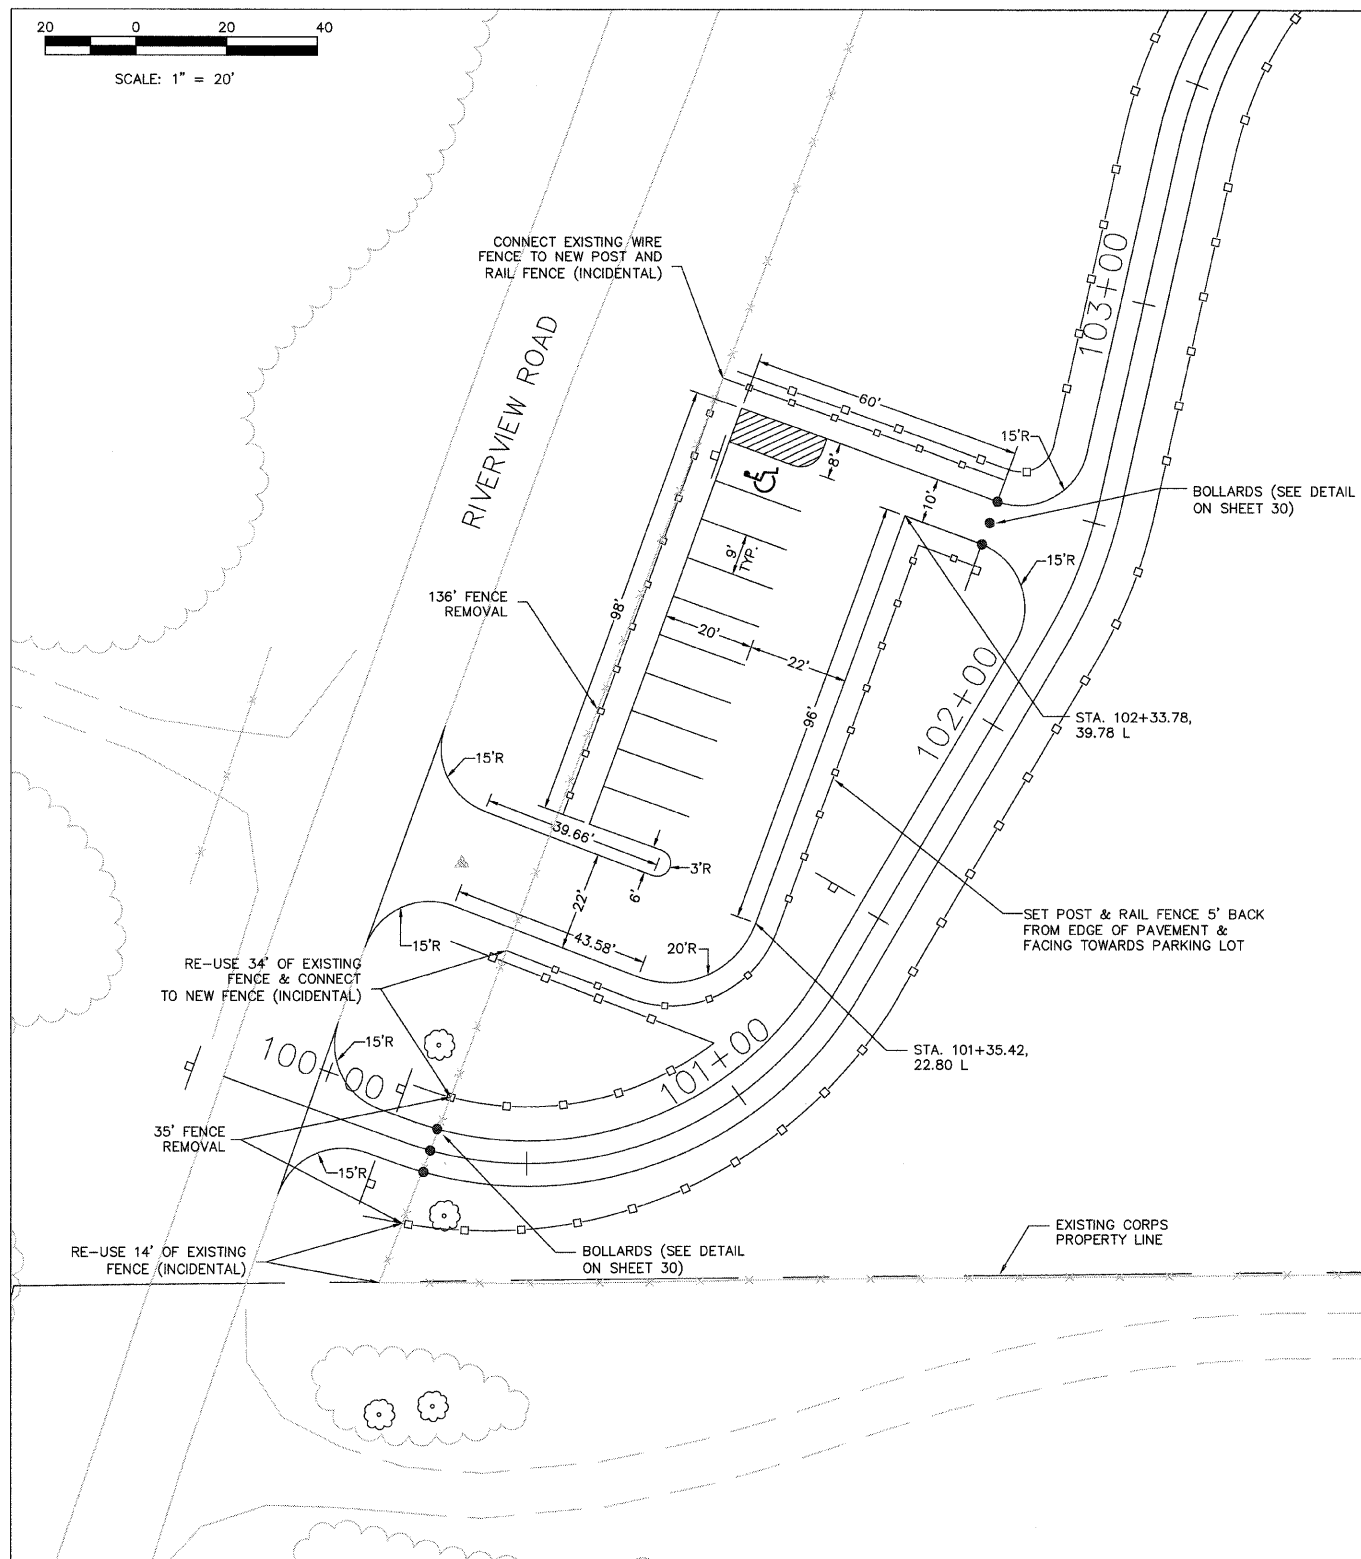 20 0 20 40
SCALE: 1" = 20'
CONNECT EXISTING WIRE
FENCE TO NEW POST AND
RAIL FENCE (INCIDENTAL)
RIVERVIEW ROAD
103+00
60'
15'R
8'
10'
BOLLARDS (SEE DETAIL
ON SHEET 30)
15'R
9'
TYP.
136' FENCE
REMOVAL
98'
20'
22'
96'
102+00
STA. 102+33.78,
39.78 L
15'R
39.66'
3'R
6'
22'
SET POST & RAIL FENCE 5' BACK
FROM EDGE OF PAVEMENT &
FACING TOWARDS PARKING LOT
43.58'
15'R
20'R
RE-USE 34' OF EXISTING
FENCE & CONNECT
TO NEW FENCE (INCIDENTAL)
15'R
100+00
101+00
STA. 101+35.42,
22.80 L
35' FENCE
REMOVAL
15'R
RE-USE 14' OF EXISTING
FENCE (INCIDENTAL)
BOLLARDS (SEE DETAIL
ON SHEET 30)
EXISTING CORPS
PROPERTY LINE